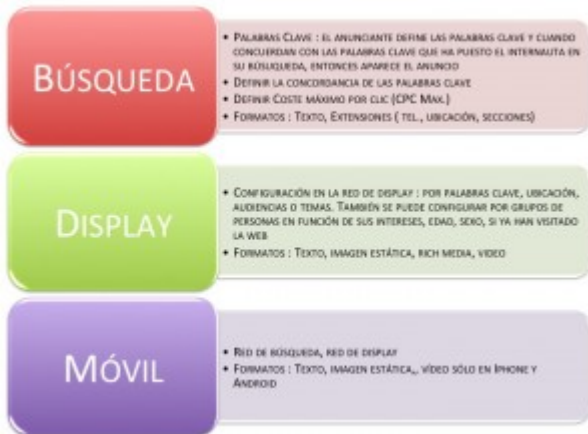 BÚSQUEDA
• PALABRAS CLAVE : EL ANUNCIANTE DEFINE LAS PALABRAS CLAVE Y CUANDO
CONCUERDAN CON LAS PALABRAS CLAVE QUE HA PUESTO EL INTERNAUTA EN
SU BÚLUQUEDA, ENTONCES APARECE EL ANUNCIO
• DEFINIR LA CONCORDANCIA DE LAS PALABRAS CLAVE
• DEFINIR COSTE MÁXIMO POR CLIC (CPC MAX.)
• FORMATOS : TEXTO, EXTENSIONES ( TEL., UBICACIÓN, SECCIONES)
DISPLAY
• CONFIGURACIÓN EN LA RED DE DISPLAY : POR PALABRAS CLAVE, UBICACIÓN,
AUDIENCIAS O TEMAS. TAMBIÉN SE PUEDE CONFIGURAR POR GRUPOS DE
PERSONAS EN FUNCIÓN DE SUS INTERESES, EDAD, SEXO, SI YA HAN VISITADO
LA WEB
• FORMATOS : TEXTO, IMAGEN ESTÁTICA, RICH MEDIA, VIDEO
MÓVIL
• RED DE BÚSQUEDA, RED DE DISPLAY
• FORMATOS : TEXTO, IMAGEN ESTÁTICA,, VÍDEO SÓLO EN IPHONE Y
ANDROID